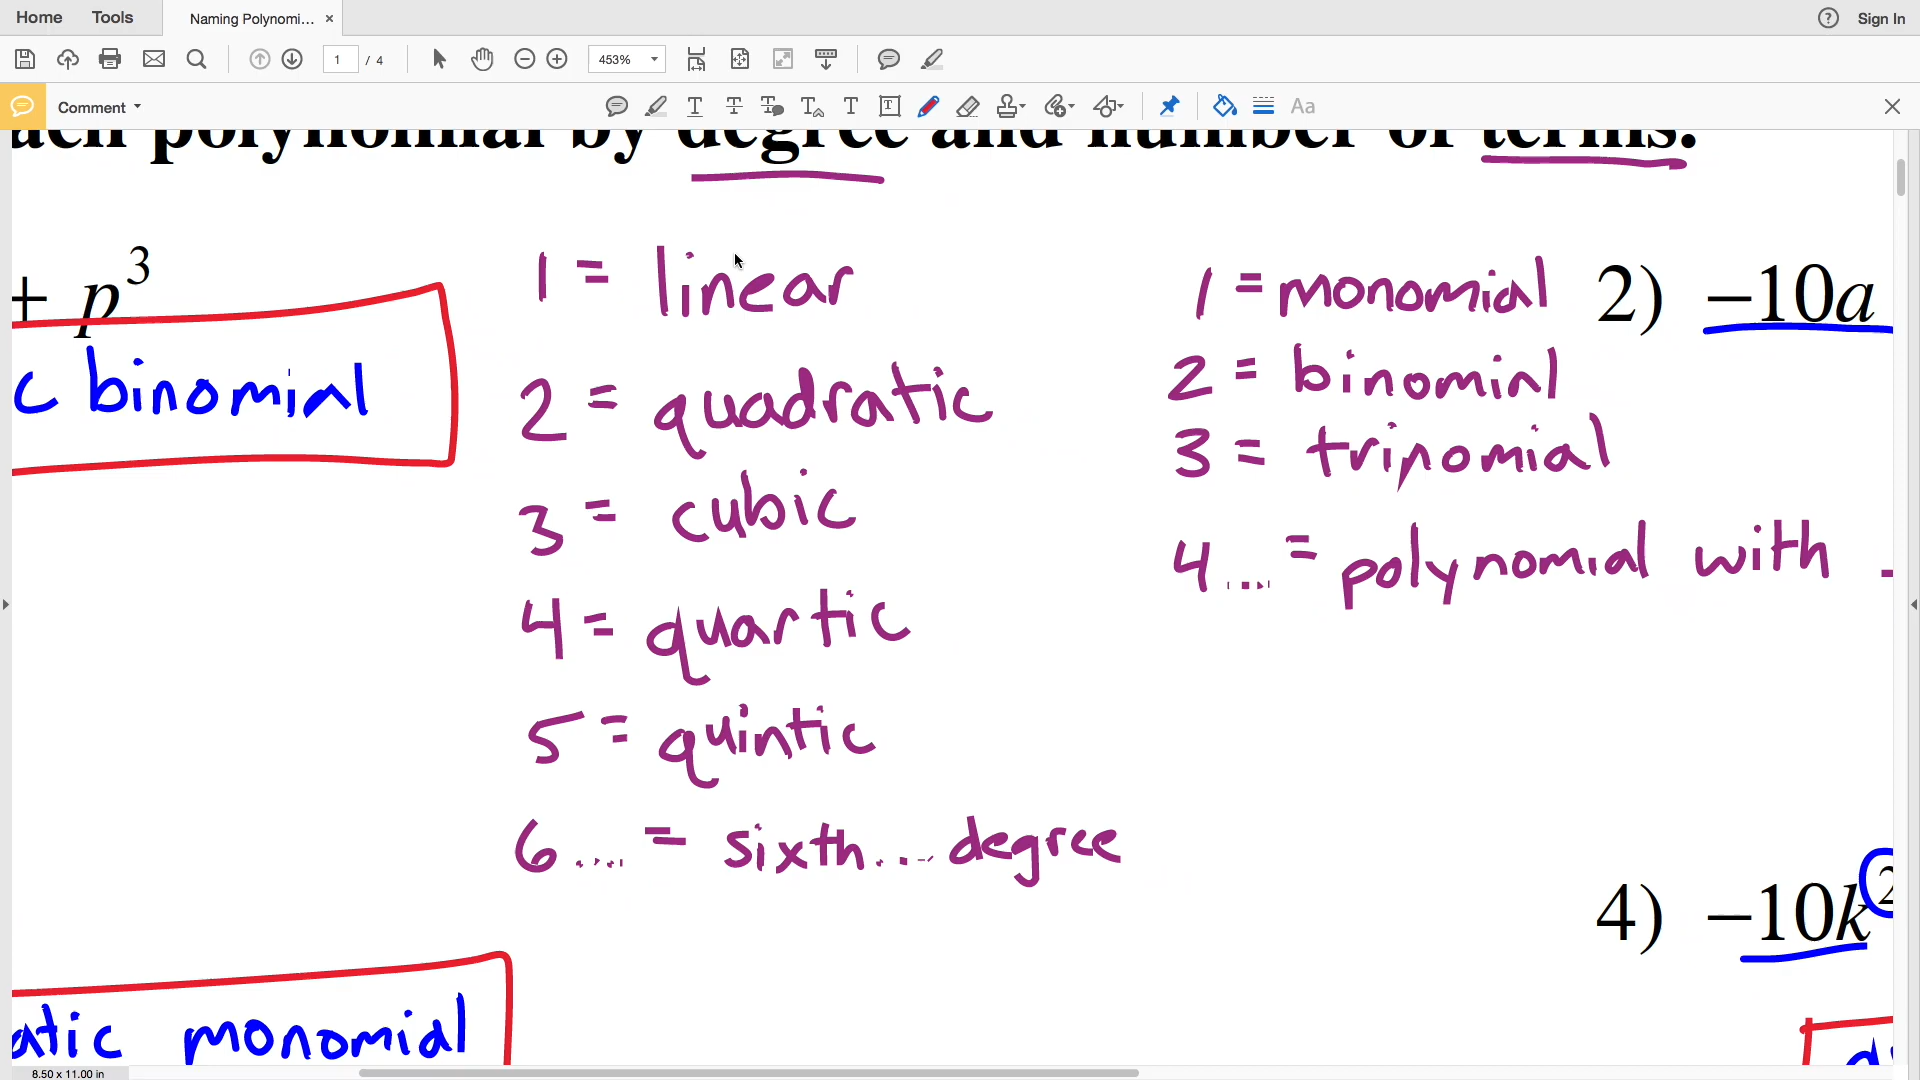 Home Tools Naming Polynomi... × Sign In
1 / 4 453%
Comment Aa
ach polynomial by degree and number of terms.
+ p³
c binomial
1 = linear
2 = quadratic
3 = cubic
4 = quartic
5 = quintic
6 .... = sixth... degree
1 = monomial
2 = binomial
3 = trinomial
4 ... = polynomial with
2) −10a
4) −10k²
atic monomial
8.50 x 11.00 in